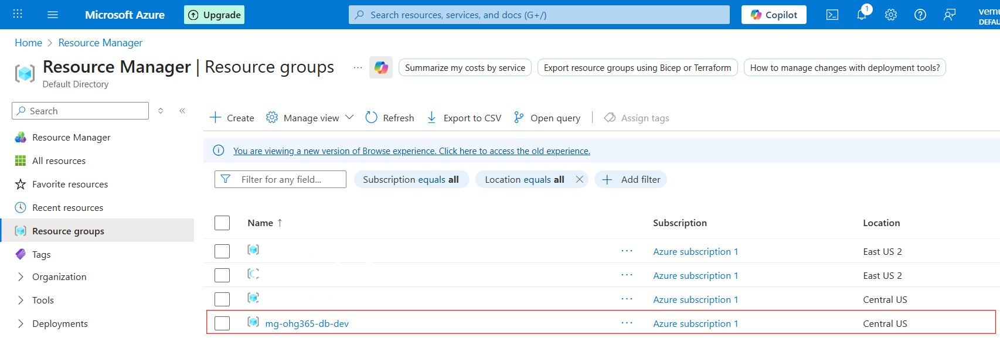 Microsoft Azure
Upgrade
Search resources, services, and docs (G+/)
Copilot
1
DEFAU
Home > Resource Manager
Resource Manager | Resource groups
...
Summarize my costs by service
Export resource groups using Bicep or Terraform
How to manage changes with deployment tools?
Default Directory
Search
Create
Manage view
Refresh
Export to CSV
Open query
Assign tags
Resource Manager
All resources
Favorite resources
Recent resources
Resource groups
Tags
Organization
Tools
Deployments
You are viewing a new version of Browse experience. Click here to access the old experience.
Filter for any field...
Subscription equals all
Location equals all
Add filter
Name ↑ Subscription Location
... Azure subscription 1 East US 2
... Azure subscription 1 East US 2
... Azure subscription 1 Central US
mg-ohg365-db-dev ... Azure subscription 1 Central US